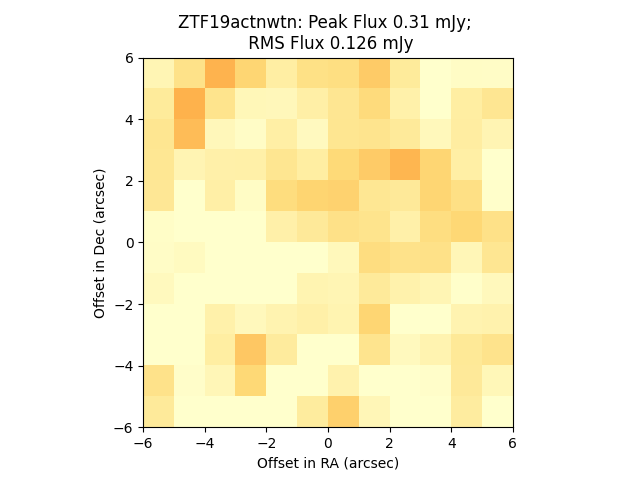 ZTF19actnwtn: Peak Flux 0.31 mJy;
RMS Flux 0.126 mJy
6
4
2
0
−2
−4
−6
Offset in Dec (arcsec)
−6 −4 −2 0 2 4 6
Offset in RA (arcsec)